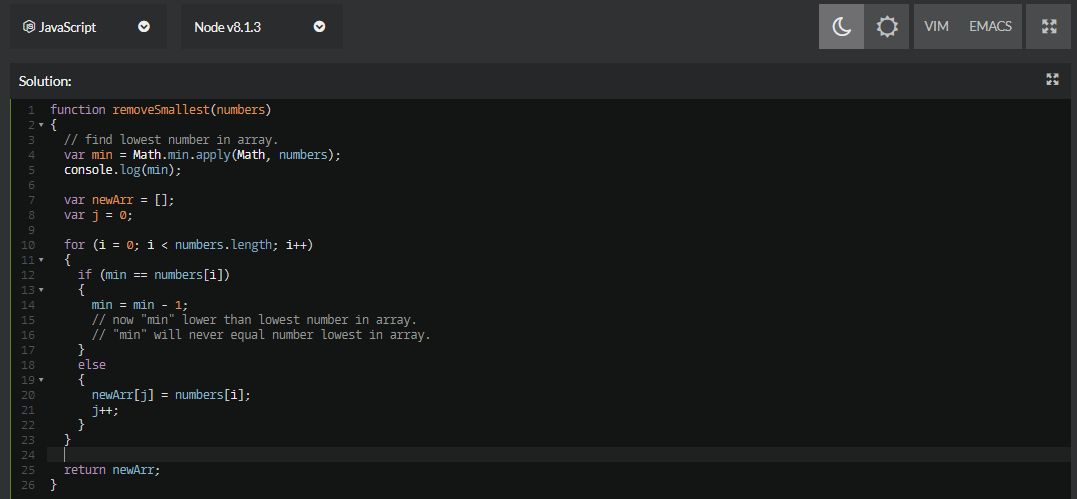 JavaScript Node v8.1.3 VIM EMACS
Solution:
1 function removeSmallest(numbers)
2 {
3 // find lowest number in array.
4 var min = Math.min.apply(Math, numbers);
5 console.log(min);
6
7 var newArr = [];
8 var j = 0;
9
10 for (i = 0; i < numbers.length; i++)
11 {
12 if (min == numbers[i])
13 {
14 min = min - 1;
15 // now "min" lower than lowest number in array.
16 // "min" will never equal number lowest in array.
17 }
18 else
19 {
20 newArr[j] = numbers[i];
21 j++;
22 }
23 }
24
25 return newArr;
26 }